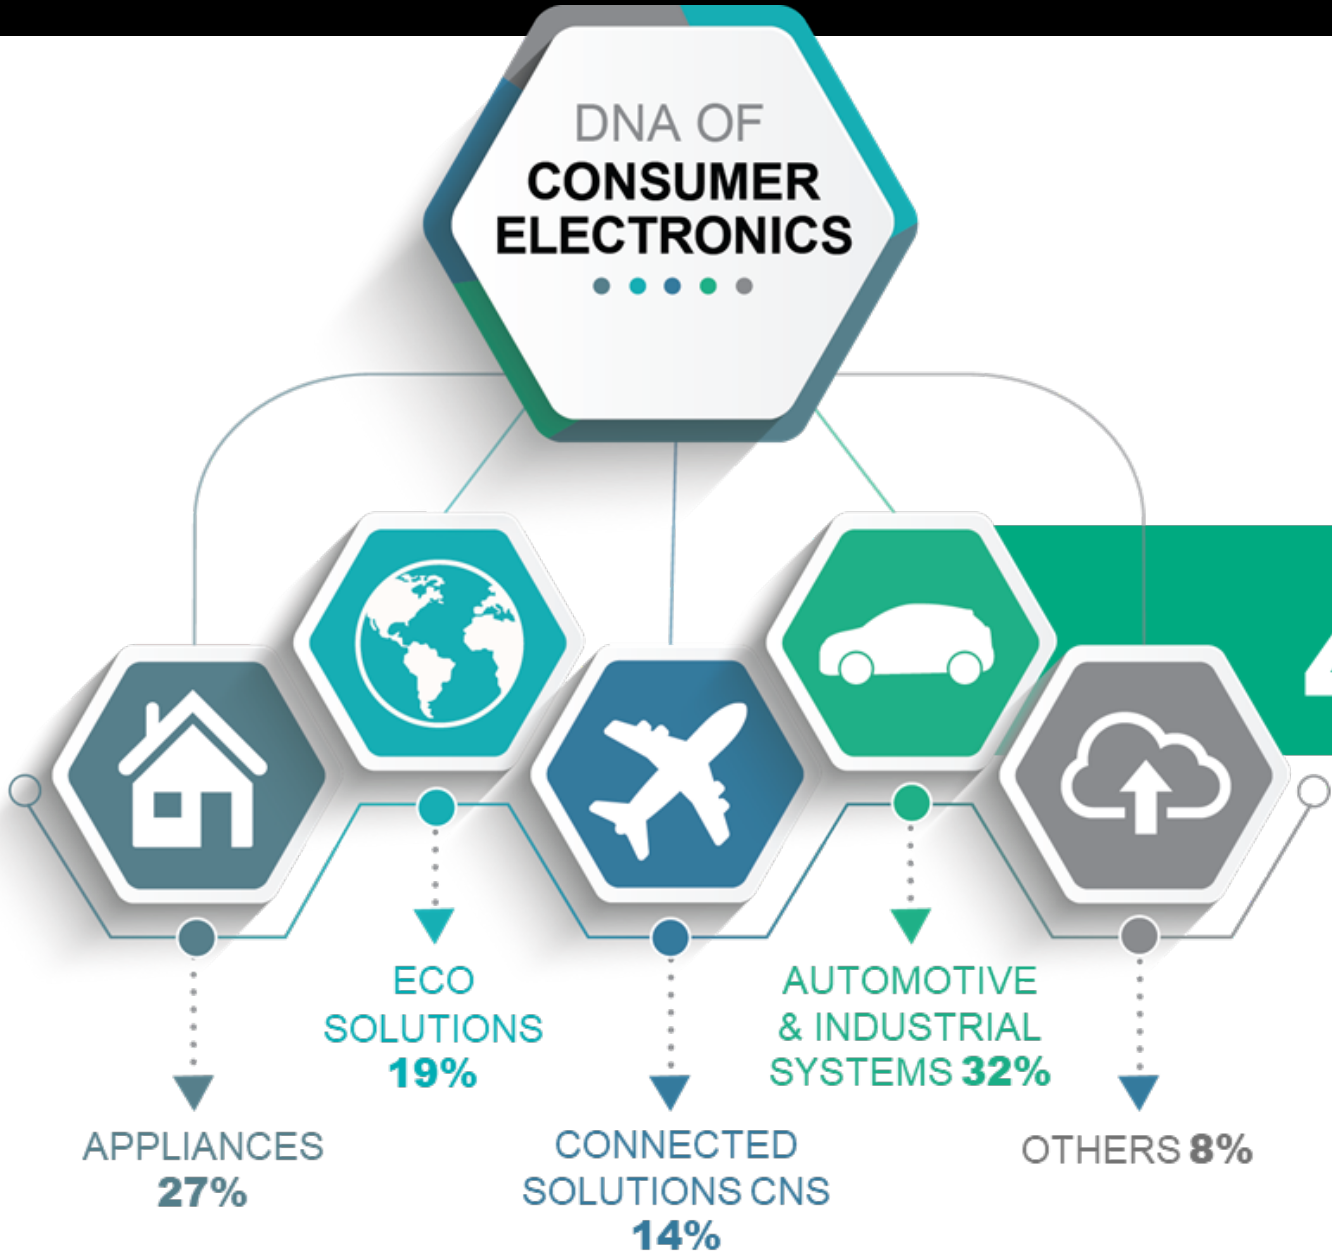 DNA OF
CONSUMER
ELECTRONICS
ECO
SOLUTIONS
19%
AUTOMOTIVE
& INDUSTRIAL
SYSTEMS 32%
APPLIANCES
27%
CONNECTED
SOLUTIONS CNS
14%
OTHERS 8%